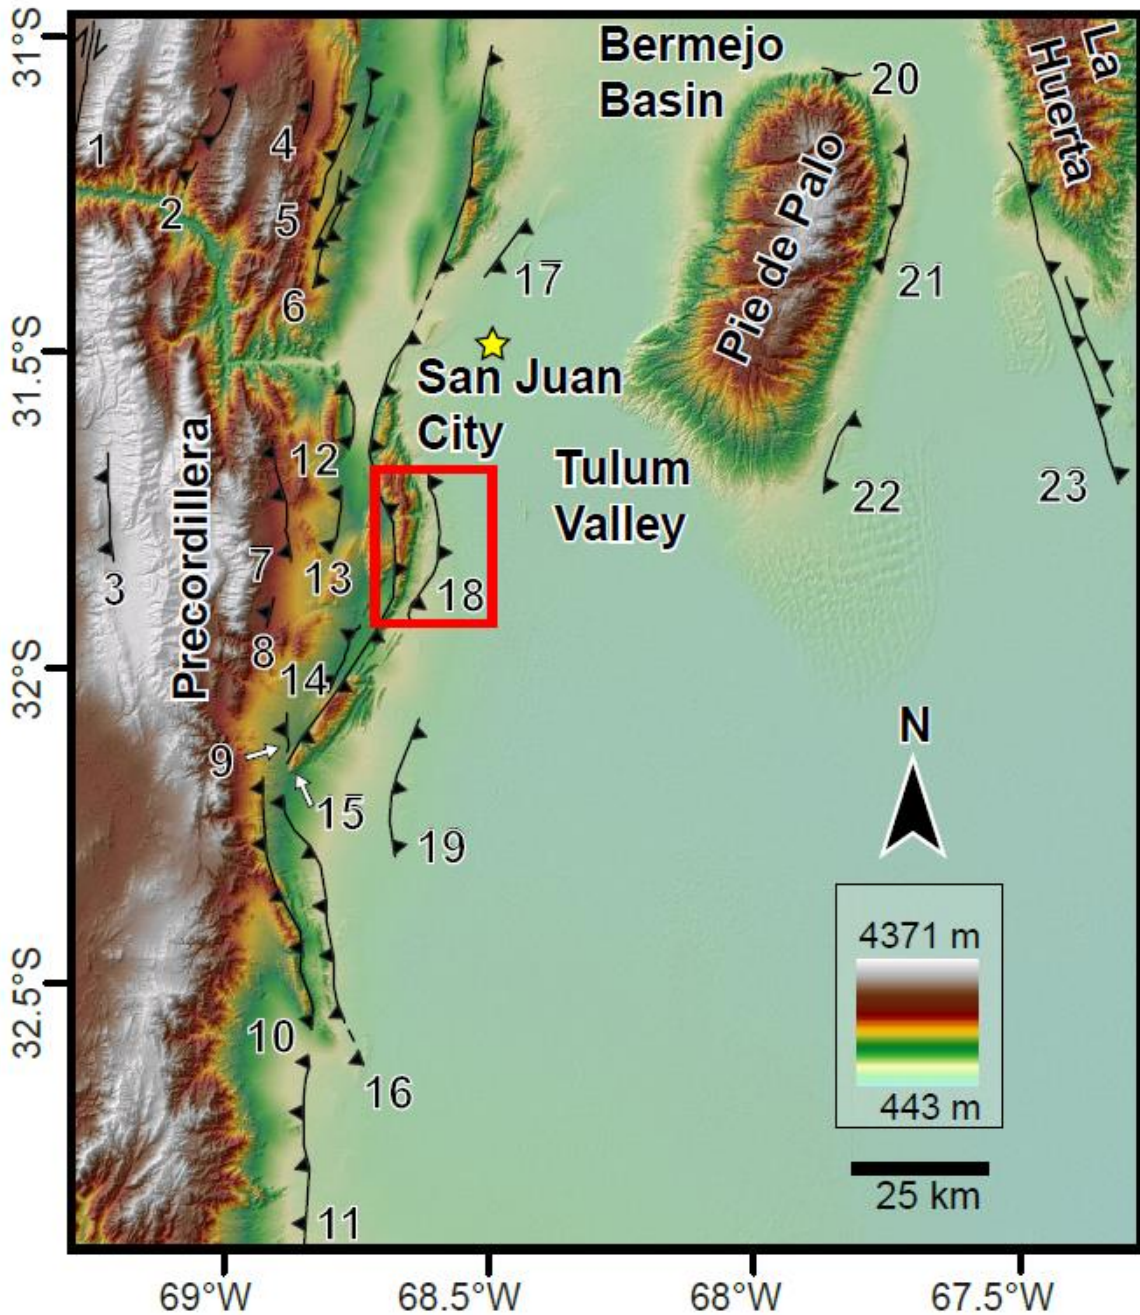 31°S
Bermejo
Basin
La
Huerta
20
1
4
2
5
Pie de Palo
17
21
6
31.5°S
San Juan
City
12
Tulum
Valley
22
23
Precordillera
7
13
3
18
8
32°S
14
N
9
15
19
4371 m
32.5°S
10
16
443 m
25 km
11
69°W
68.5°W
68°W
67.5°W